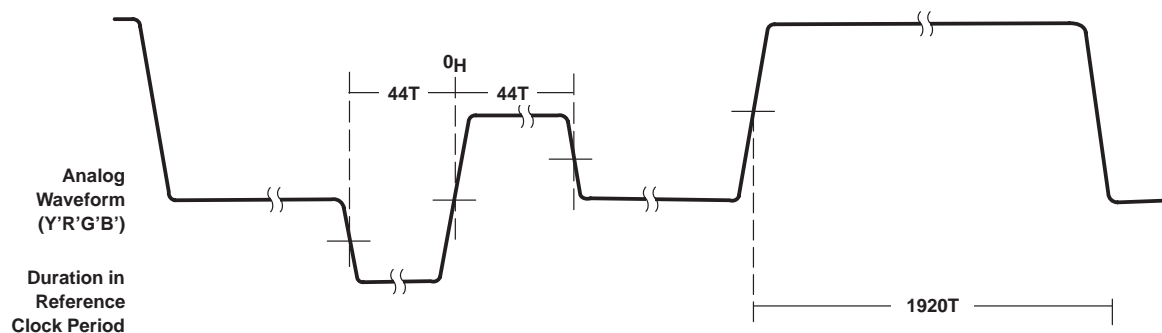 0H
44T
44T
Analog
Waveform
(Y'R'G'B')
Duration in
Reference
Clock Period
1920T